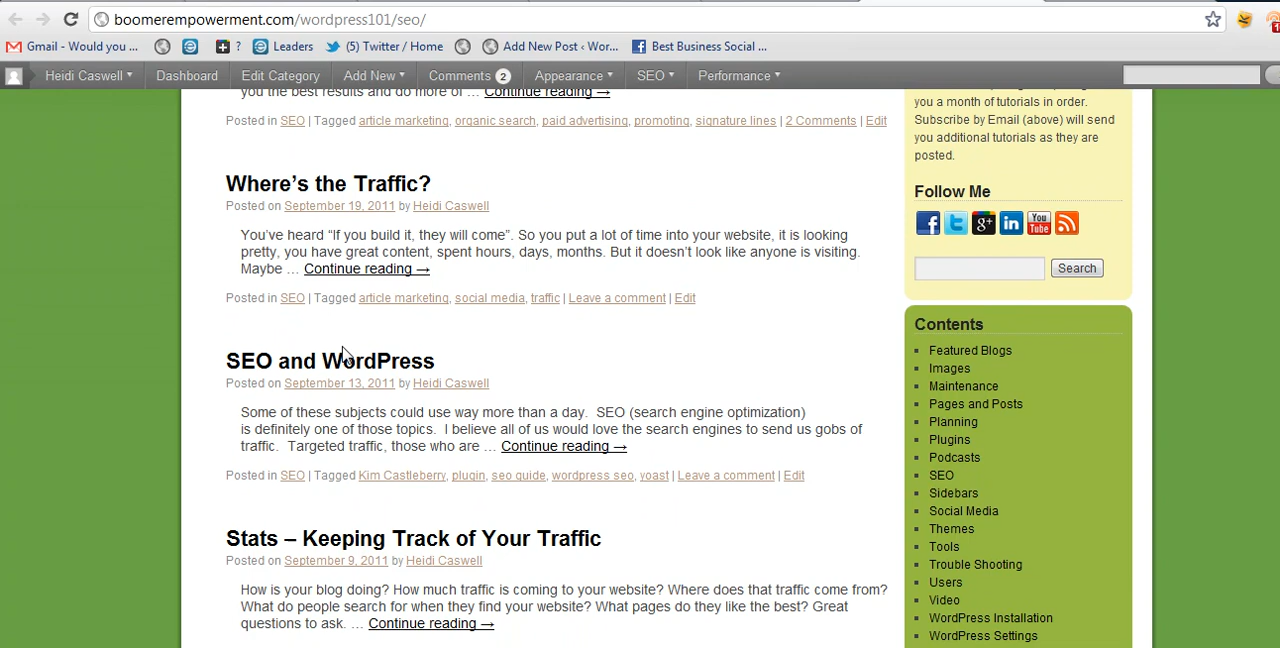 boomerempowerment.com/wordpress101/seo/
Gmail - Would you ... ? Leaders (5) Twitter / Home Add New Post ‹ Wor... Best Business Social ...
Heidi Caswell Dashboard Edit Category Add New Comments 2 Appearance SEO Performance
you the best results and do more of ... Continue reading →
Posted in SEO | Tagged article marketing, organic search, paid advertising, promoting, signature lines | 2 Comments | Edit
Where's the Traffic?
Posted on September 19, 2011 by Heidi Caswell
You've heard “If you build it, they will come”. So you put a lot of time into your website, it is looking
pretty, you have great content, spent hours, days, months. But it doesn't look like anyone is visiting.
Maybe ... Continue reading →
Posted in SEO | Tagged article marketing, social media, traffic | Leave a comment | Edit
SEO and WordPress
Posted on September 13, 2011 by Heidi Caswell
Some of these subjects could use way more than a day. SEO (search engine optimization)
is definitely one of those topics. I believe all of us would love the search engines to send us gobs of
traffic. Targeted traffic, those who are ... Continue reading →
Posted in SEO | Tagged Kim Castleberry, plugin, seo guide, wordpress seo, yoast | Leave a comment | Edit
Stats – Keeping Track of Your Traffic
Posted on September 9, 2011 by Heidi Caswell
How is your blog doing? How much traffic is coming to your website? Where does that traffic come from?
What do people search for when they find your website? What pages do they like the best? Great
questions to ask. ... Continue reading →
you a month of tutorials in order.
Subscribe by Email (above) will send
you additional tutorials as they are
posted.
Follow Me
f t g+ in You Tube
Search
Contents
Featured Blogs
Images
Maintenance
Pages and Posts
Planning
Plugins
Podcasts
SEO
Sidebars
Social Media
Themes
Tools
Trouble Shooting
Users
Video
WordPress Installation
WordPress Settings